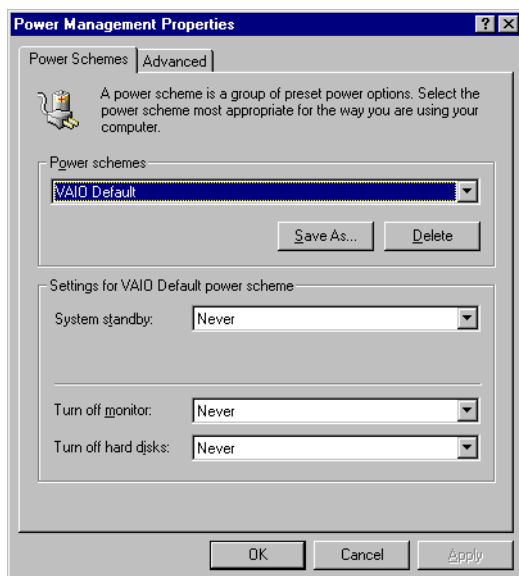 Power Management Properties
Power Schemes
Advanced
A power scheme is a group of preset power options. Select the
power scheme most appropriate for the way you are using your
computer.
Power schemes
VAIO Default
Save As...
Delete
Settings for VAIO Default power scheme
System standby:
Never
Turn off monitor:
Never
Turn off hard disks:
Never
OK
Cancel
Apply